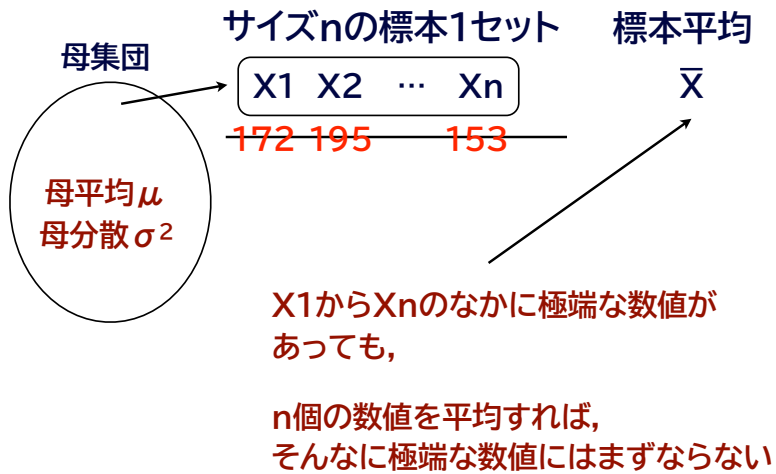 サイズnの標本1セット 標本平均
母集団
X1 X2 … Xn X̅
172 195 153
母平均μ
母分散σ²
X1からXnのなかに極端な数値が
あっても,
n個の数値を平均すれば,
そんなに極端な数値にはまずならない